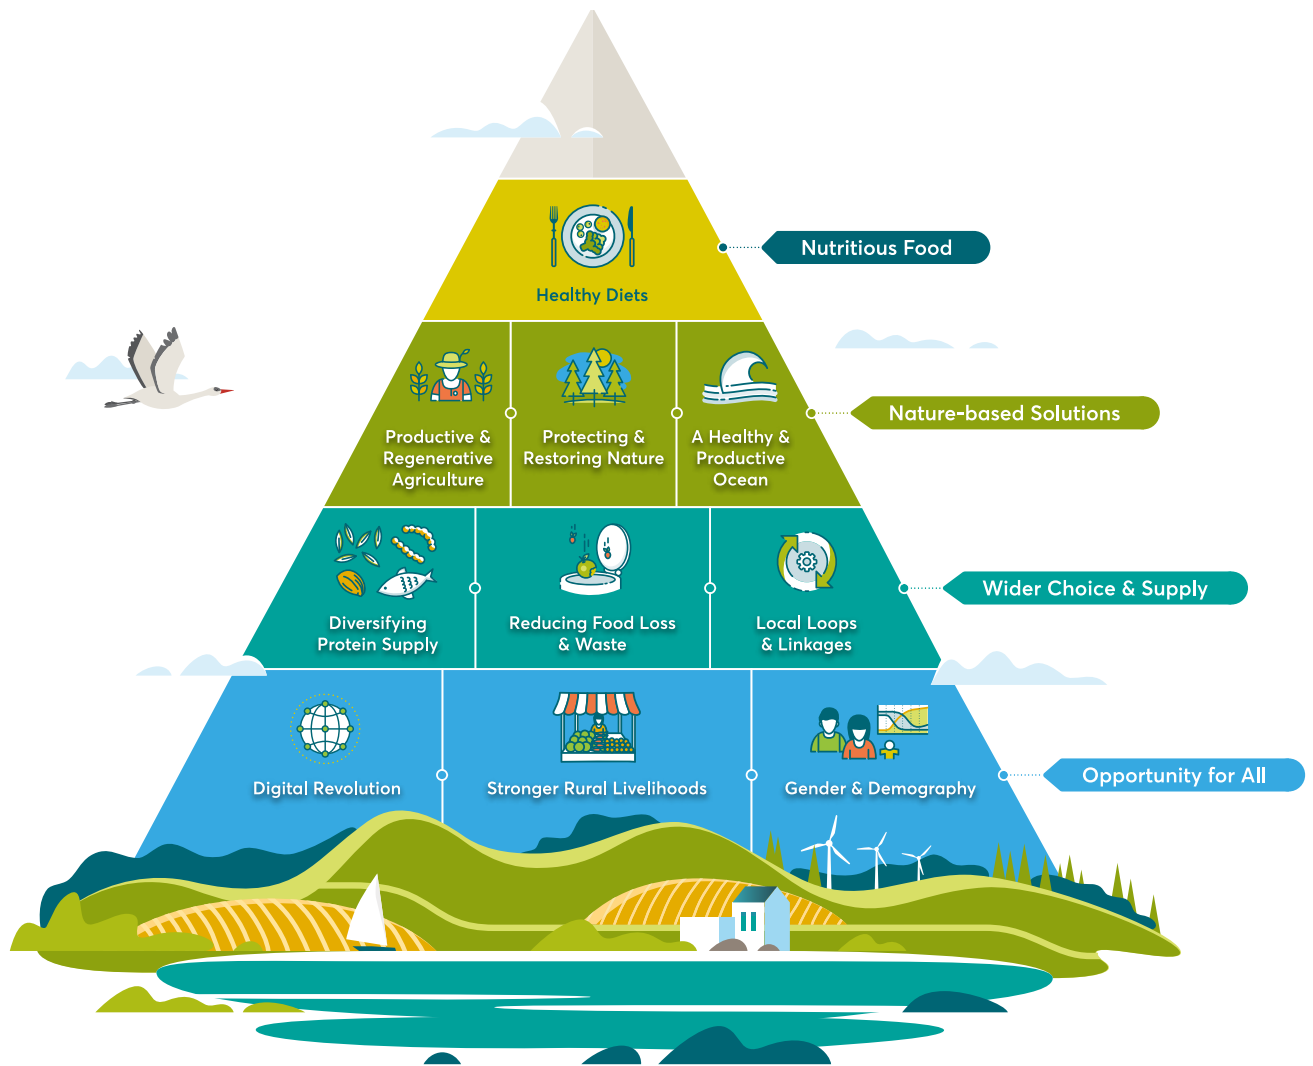 Healthy Diets
Nutritious Food
Productive &
Regenerative
Agriculture
Protecting &
Restoring Nature
A Healthy &
Productive
Ocean
Nature-based Solutions
Diversifying
Protein Supply
Reducing Food Loss
& Waste
Local Loops
& Linkages
Wider Choice & Supply
Digital Revolution
Stronger Rural Livelihoods
Gender & Demography
Opportunity for All